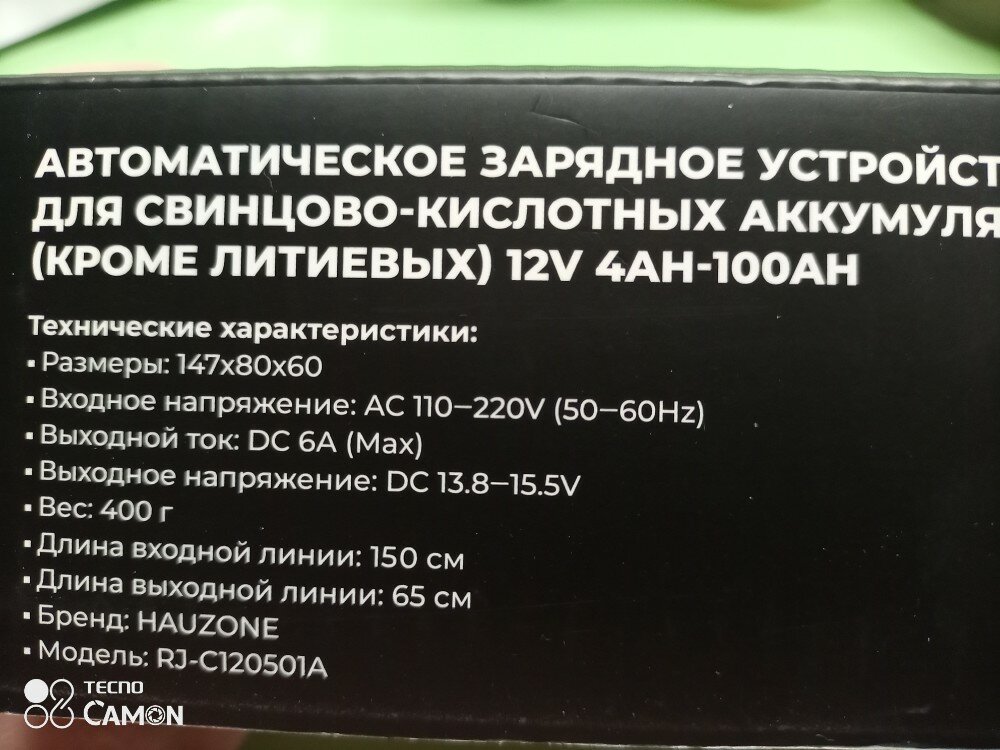 АВТОМАТИЧЕСКОЕ ЗАРЯДНОЕ УСТРОЙСТ
ДЛЯ СВИНЦОВО-КИСЛОТНЫХ АККУМУЛЯ
(КРОМЕ ЛИТИЕВЫХ) 12V 4AH-100AH
Технические характеристики:
▪ Размеры: 147x80x60
▪ Входное напряжение: AC 110–220V (50–60Hz)
▪ Выходной ток: DC 6A (Max)
▪ Выходное напряжение: DC 13.8–15.5V
▪ Вес: 400 г
▪ Длина входной линии: 150 см
▪ Длина выходной линии: 65 см
▪ Бренд: HAUZONE
▪ Модель: RJ-C120501A
TECNO
CAMON